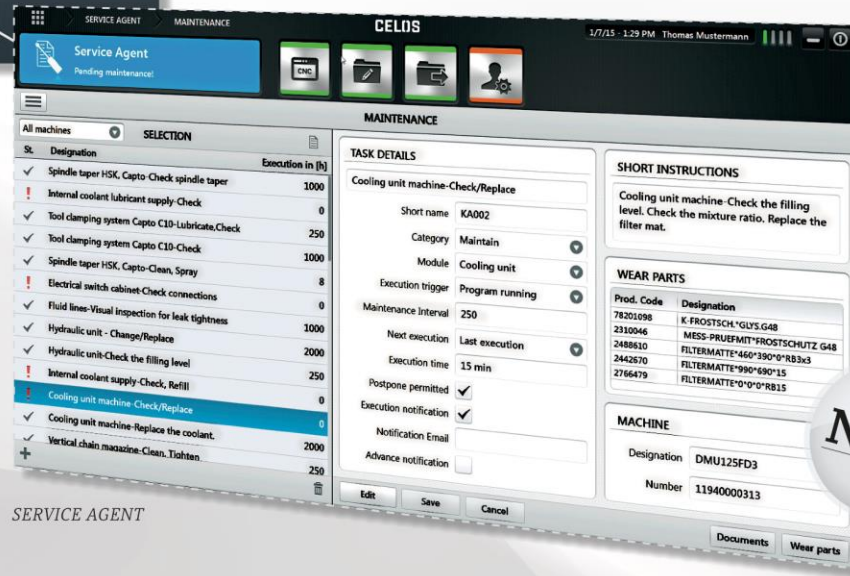 SERVICE AGENT MAINTENANCE
CELOS
1/7/15 - 1:29 PM Thomas Mustermann
Service Agent
Pending maintenance!
CNC
MAINTENANCE
All machines SELECTION
St. Designation Execution in [h]
Spindle taper HSK, Capto-Check spindle taper 1000
Internal coolant lubricant supply-Check 0
Tool clamping system Capto C10-Lubricate,Check 250
Tool clamping system Capto C10-Check 1000
Spindle taper HSK, Capto-Clean, Spray 8
Electrical switch cabinet-Check connections 0
Fluid lines-Visual inspection for leak tightness 1000
Hydraulic unit - Change/Replace 2000
Hydraulic unit-Check the filling level 250
Internal coolant supply-Check, Refill 0
Cooling unit machine-Check/Replace 0
Cooling unit machine-Replace the coolant. 2000
Vertical chain magazine-Clean, Tighten 250
TASK DETAILS
Cooling unit machine-Check/Replace
Short name KA002
Category Maintain
Module Cooling unit
Execution trigger Program running
Maintenance Interval 250
Next execution Last execution
Execution time 15 min
Postpone permitted
Execution notification
Notification Email
Advance notification
Edit Save Cancel
SHORT INSTRUCTIONS
Cooling unit machine-Check the filling
level. Check the mixture ratio. Replace the
filter mat.
WEAR PARTS
Prod. Code Designation
78201098 K-FROSTSCH.*GLYS.G48
2310046 MESS-PRUEFMIT*FROSTSCHUTZ G48
2488610 FILTERMATTE*460*390*0*RB3x3
2442670 FILTERMATTE*990*690*15
2766479 FILTERMATTE*0*0*0*RB15
MACHINE
Designation DMU125FD3
Number 11940000313
Documents Wear parts
N
SERVICE AGENT